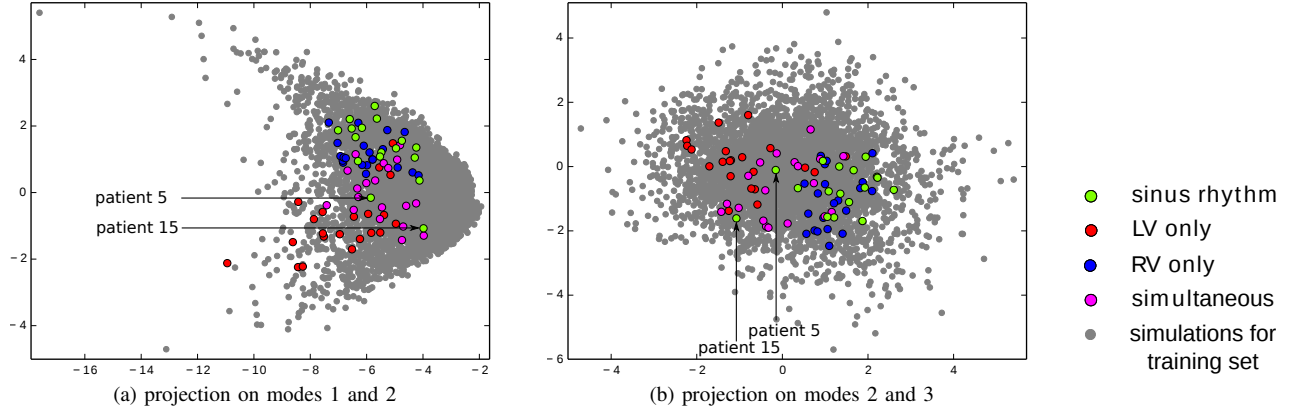 4
2
0
−2
−4
patient 5
patient 15
−16
−14
−12
−10
−8
−6
−4
−2
(a) projection on modes 1 and 2
4
2
0
−2
−4
−6
patient 5
patient 15
−4
−2
0
2
4
(b) projection on modes 2 and 3
sinus rhythm
LV only
RV only
simultaneous
simulations for
training set